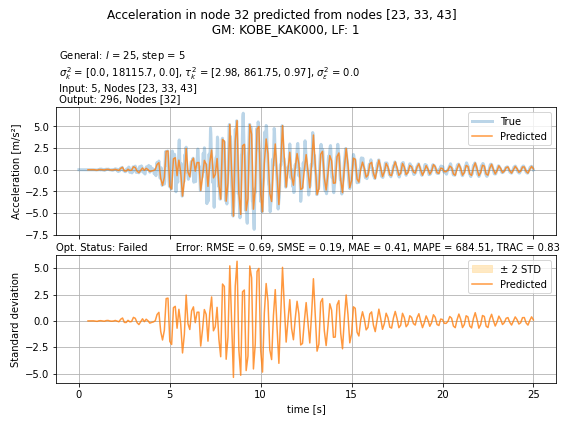 Acceleration in node 32 predicted from nodes [23, 33, 43]
GM: KOBE_KAK000, LF: 1
General: l = 25, step = 5
σ²ₖ = [0.0, 18115.7, 0.0], τ²ₖ = [2.98, 861.75, 0.97], σ²ε = 0.0
Input: 5, Nodes [23, 33, 43]
Output: 296, Nodes [32]
Acceleration [m/s²]
5.0
2.5
0.0
−2.5
−5.0
−7.5
True
Predicted
Opt. Status: Failed Error: RMSE = 0.69, SMSE = 0.19, MAE = 0.41, MAPE = 684.51, TRAC = 0.83
Standard deviation
5.0
2.5
0.0
−2.5
−5.0
± 2 STD
Predicted
0 5 10 15 20 25
time [s]